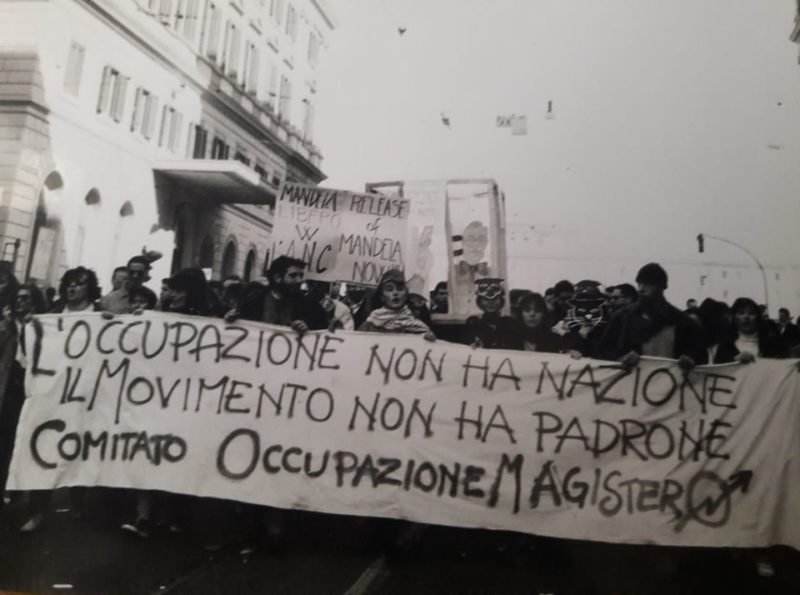 MANDELA RELEASE
LIBERO of
W MANDELA
L'ANC NOW
L'OCCUPAZIONE NON HA NAZIONE
IL MOVIMENTO NON HA PADRONE
COMITATO OCCUPAZIONE MAGISTERO